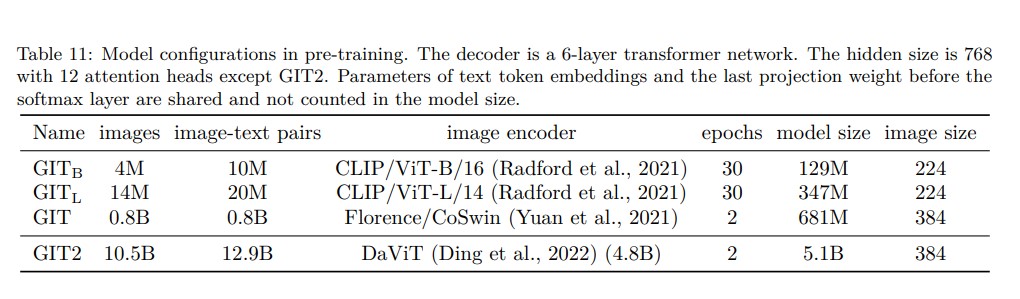 Table 11: Model configurations in pre-training. The decoder is a 6-layer transformer network. The hidden size is 768
with 12 attention heads except GIT2. Parameters of text token embeddings and the last projection weight before the
softmax layer are shared and not counted in the model size.
Name images image-text pairs image encoder epochs model size image size
GITB 4M 10M CLIP/ViT-B/16 (Radford et al., 2021) 30 129M 224
GITL 14M 20M CLIP/ViT-L/14 (Radford et al., 2021) 30 347M 224
GIT 0.8B 0.8B Florence/CoSwin (Yuan et al., 2021) 2 681M 384
GIT2 10.5B 12.9B DaViT (Ding et al., 2022) (4.8B) 2 5.1B 384